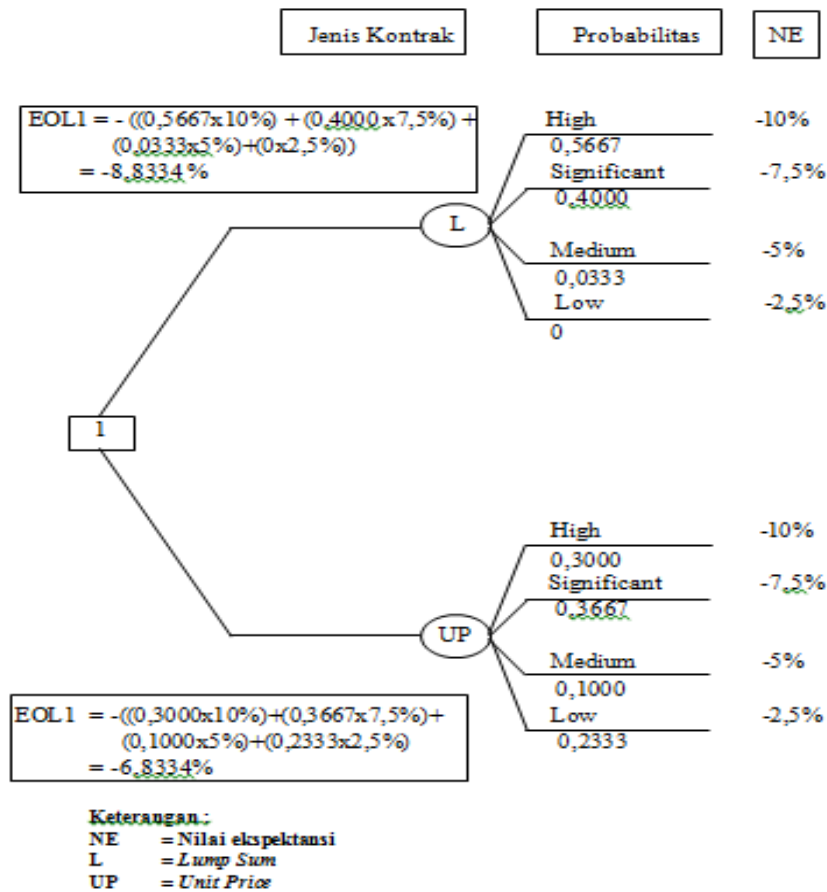 Jenis Kontrak
Probabilitas
NE
EOL1 = - ((0,5667x10%) + (0,4000x7,5%) +
(0,0333x5%)+(0x2,5%))
= -8,8334%
High
-10%
0,5667
Significant
-7,5%
0,4000
L
Medium
-5%
0,0333
Low
-2,5%
0
1
High
-10%
0,3000
Significant
-7,5%
0,3667
UP
Medium
-5%
0,1000
Low
-2,5%
0,2333
EOL1 = -((0,3000x10%)+(0,3667x7,5%)+
(0,1000x5%)+(0,2333x2,5%)
= -6,8334%
Keterangan :
NE = Nilai ekspektansi
L = Lump Sum
UP = Unit Price